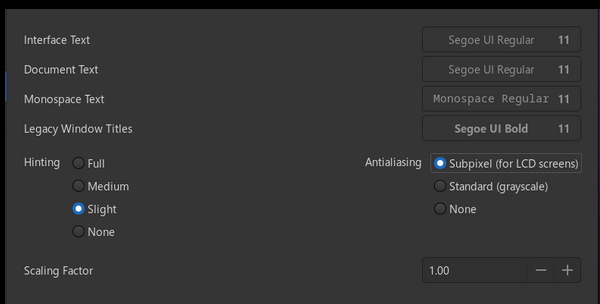 Interface Text Segoe UI Regular 11
Document Text Segoe UI Regular 11
Monospace Text Monospace Regular 11
Legacy Window Titles Segoe UI Bold 11
Hinting Full Antialiasing Subpixel (for LCD screens)
Medium Standard (grayscale)
Slight None
None
Scaling Factor 1.00 — +